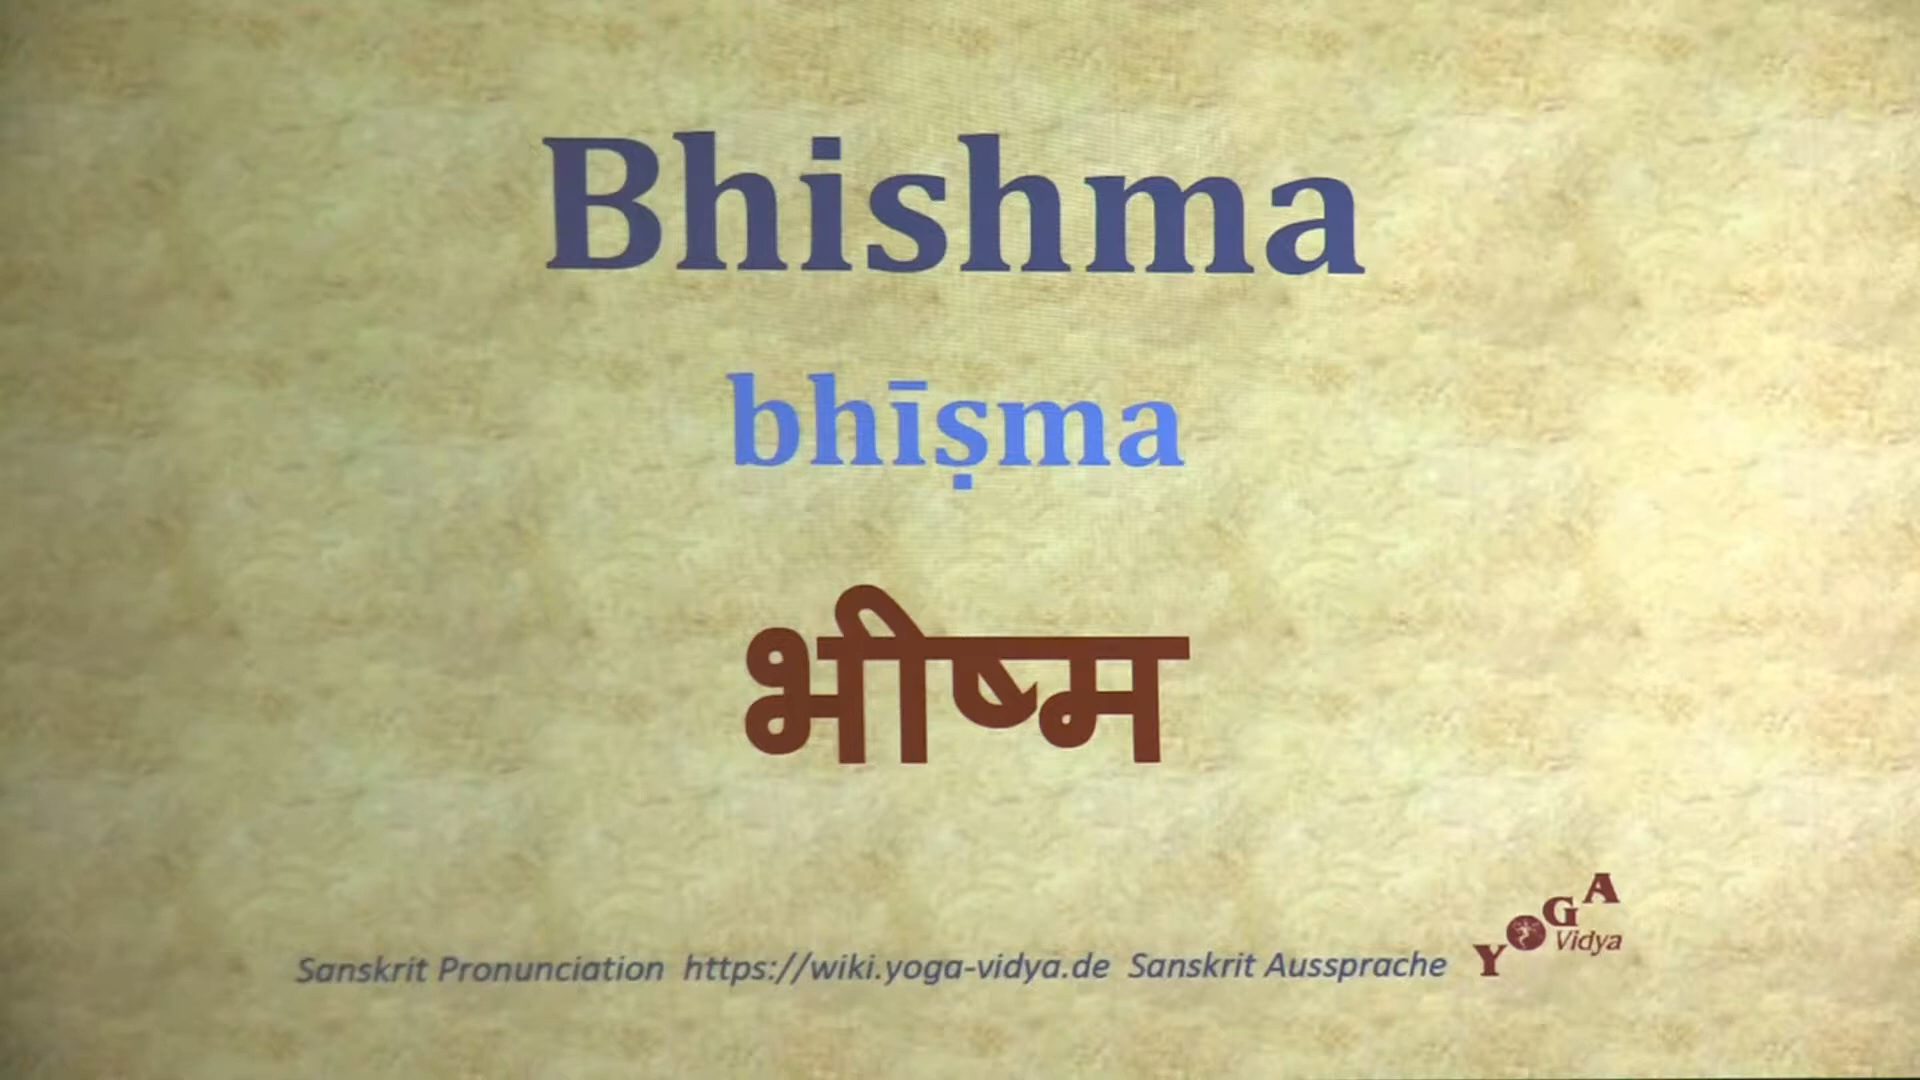 Bhishma
bhīṣma
भीष्म
Sanskrit Pronunciation https://wiki.yoga-vidya.de Sanskrit Aussprache
YOGA Vidya